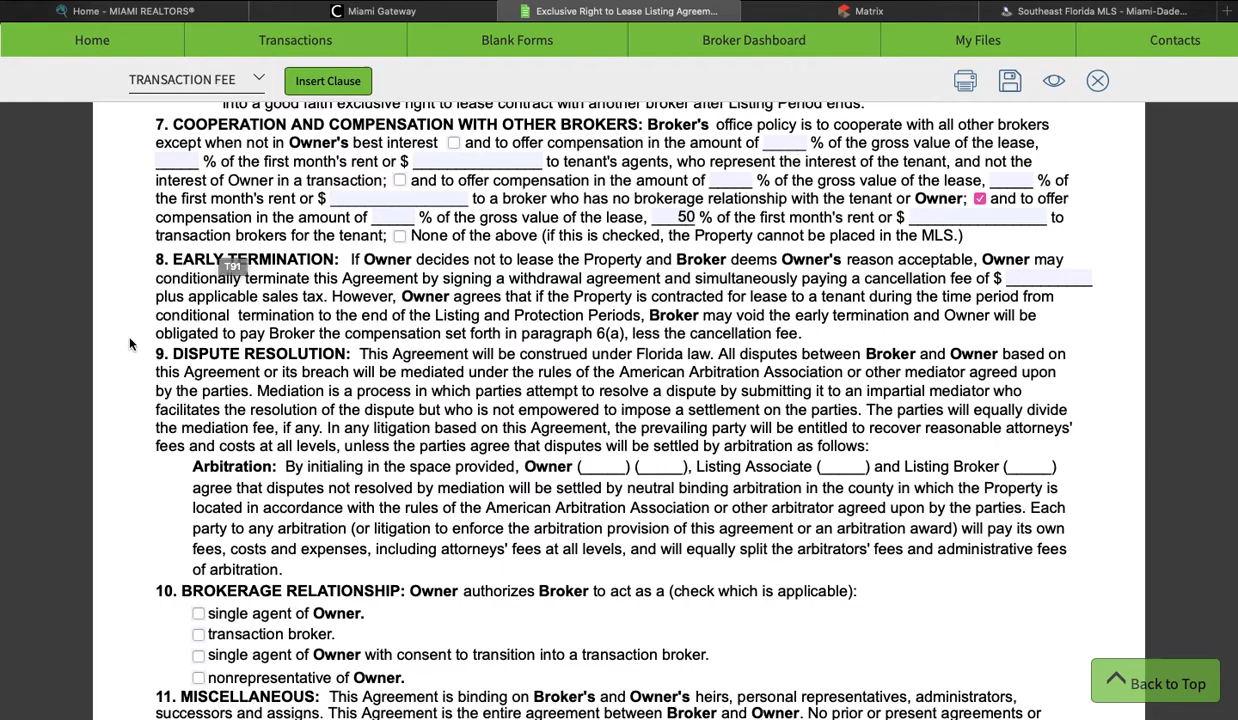 Home - MIAMI REALTORS®
Miami Gateway
Exclusive Right to Lease Listing Agreem...
Matrix
Southeast Florida MLS - Miami-Dade...
Home
Transactions
Blank Forms
Broker Dashboard
My Files
Contacts
TRANSACTION FEE
Insert Clause
into a good faith exclusive right to lease contract with another broker after Listing Period ends.
7. COOPERATION AND COMPENSATION WITH OTHER BROKERS: Broker's office policy is to cooperate with all other brokers
except when not in Owner's best interest and to offer compensation in the amount of _____ % of the gross value of the lease,
_____ % of the first month's rent or $ _______________ to tenant's agents, who represent the interest of the tenant, and not the
interest of Owner in a transaction; and to offer compensation in the amount of _____ % of the gross value of the lease, _____ % of
the first month's rent or $ ________________ to a broker who has no brokerage relationship with the tenant or Owner; and to offer
compensation in the amount of _____ % of the gross value of the lease, 50 % of the first month's rent or $ ________________ to
transaction brokers for the tenant; None of the above (if this is checked, the Property cannot be placed in the MLS.)
8. EARLY TERMINATION: If Owner decides not to lease the Property and Broker deems Owner's reason acceptable, Owner may
T91
conditionally terminate this Agreement by signing a withdrawal agreement and simultaneously paying a cancellation fee of $ __________
plus applicable sales tax. However, Owner agrees that if the Property is contracted for lease to a tenant during the time period from
conditional termination to the end of the Listing and Protection Periods, Broker may void the early termination and Owner will be
obligated to pay Broker the compensation set forth in paragraph 6(a), less the cancellation fee.
9. DISPUTE RESOLUTION: This Agreement will be construed under Florida law. All disputes between Broker and Owner based on
this Agreement or its breach will be mediated under the rules of the American Arbitration Association or other mediator agreed upon
by the parties. Mediation is a process in which parties attempt to resolve a dispute by submitting it to an impartial mediator who
facilitates the resolution of the dispute but who is not empowered to impose a settlement on the parties. The parties will equally divide
the mediation fee, if any. In any litigation based on this Agreement, the prevailing party will be entitled to recover reasonable attorneys'
fees and costs at all levels, unless the parties agree that disputes will be settled by arbitration as follows:
Arbitration: By initialing in the space provided, Owner (_____) (_____), Listing Associate (_____) and Listing Broker (_____)
agree that disputes not resolved by mediation will be settled by neutral binding arbitration in the county in which the Property is
located in accordance with the rules of the American Arbitration Association or other arbitrator agreed upon by the parties. Each
party to any arbitration (or litigation to enforce the arbitration provision of this agreement or an arbitration award) will pay its own
fees, costs and expenses, including attorneys' fees at all levels, and will equally split the arbitrators' fees and administrative fees
of arbitration.
10. BROKERAGE RELATIONSHIP: Owner authorizes Broker to act as a (check which is applicable):
single agent of Owner.
transaction broker.
single agent of Owner with consent to transition into a transaction broker.
nonrepresentative of Owner.
11. MISCELLANEOUS: This Agreement is binding on Broker's and Owner's heirs, personal representatives, administrators,
successors and assigns. This Agreement is the entire agreement between Broker and Owner. No prior or present agreements or
Back to Top